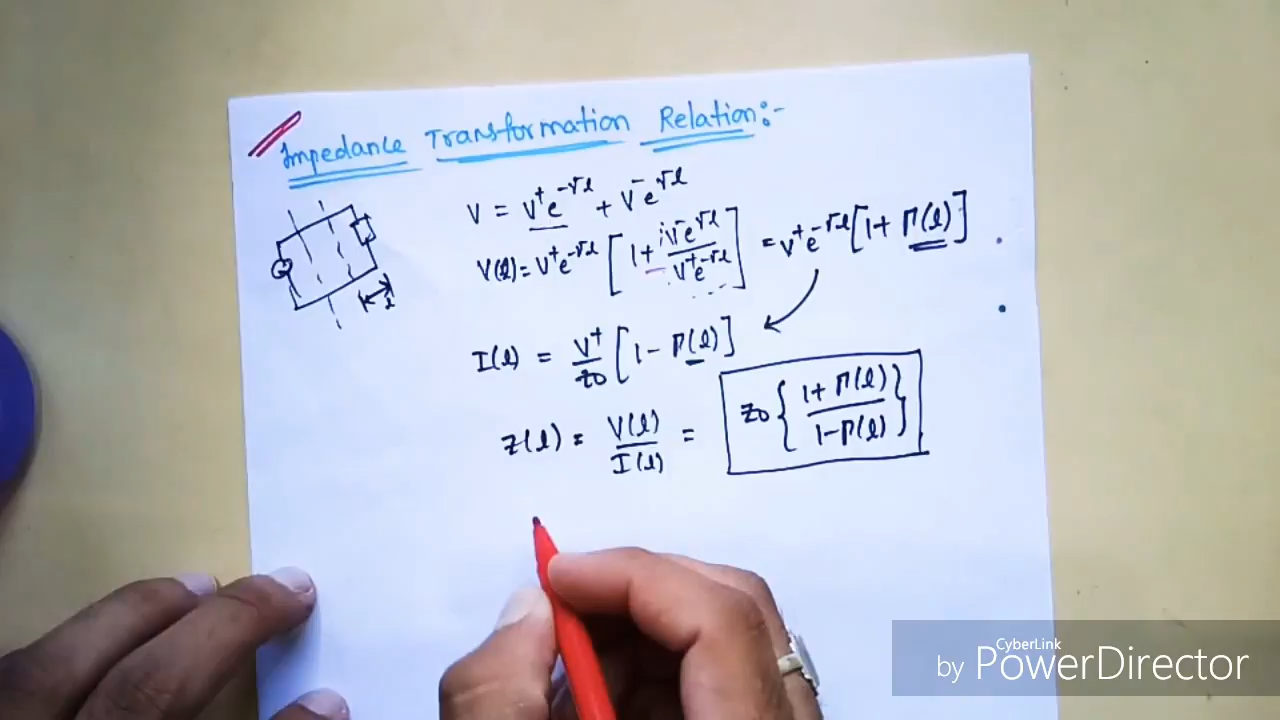 Impedance Transformation Relation:-
V = V⁺e^-γl + V⁻e^γl
V(l) = V⁺e^-γl [1 + V⁻e^γl / V⁺e^-γl] = V⁺e^-γl [1 + Γ(l)]
I(l) = V⁺/Z0 [1 - Γ(l)]
Z(l) = V(l) / I(l) = Z0 { 1 + Γ(l) / 1 - Γ(l) }
l
CyberLink
by PowerDirector